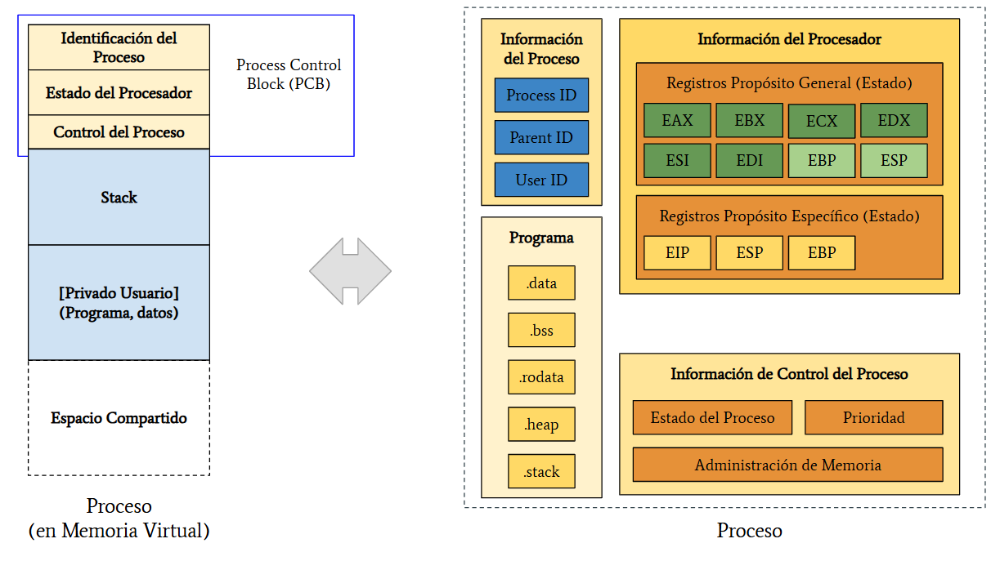 Identificación del
Proceso
Estado del Procesador
Control del Proceso
Process Control
Block (PCB)
Stack
[Privado Usuario]
(Programa, datos)
Espacio Compartido
Proceso
(en Memoria Virtual)
Información
del Proceso
Process ID
Parent ID
User ID
Programa
.data
.bss
.rodata
.heap
.stack
Información del Procesador
Registros Propósito General (Estado)
EAX EBX ECX EDX
ESI EDI EBP ESP
Registros Propósito Específico (Estado)
EIP ESP EBP
Información de Control del Proceso
Estado del Proceso Prioridad
Administración de Memoria
Proceso